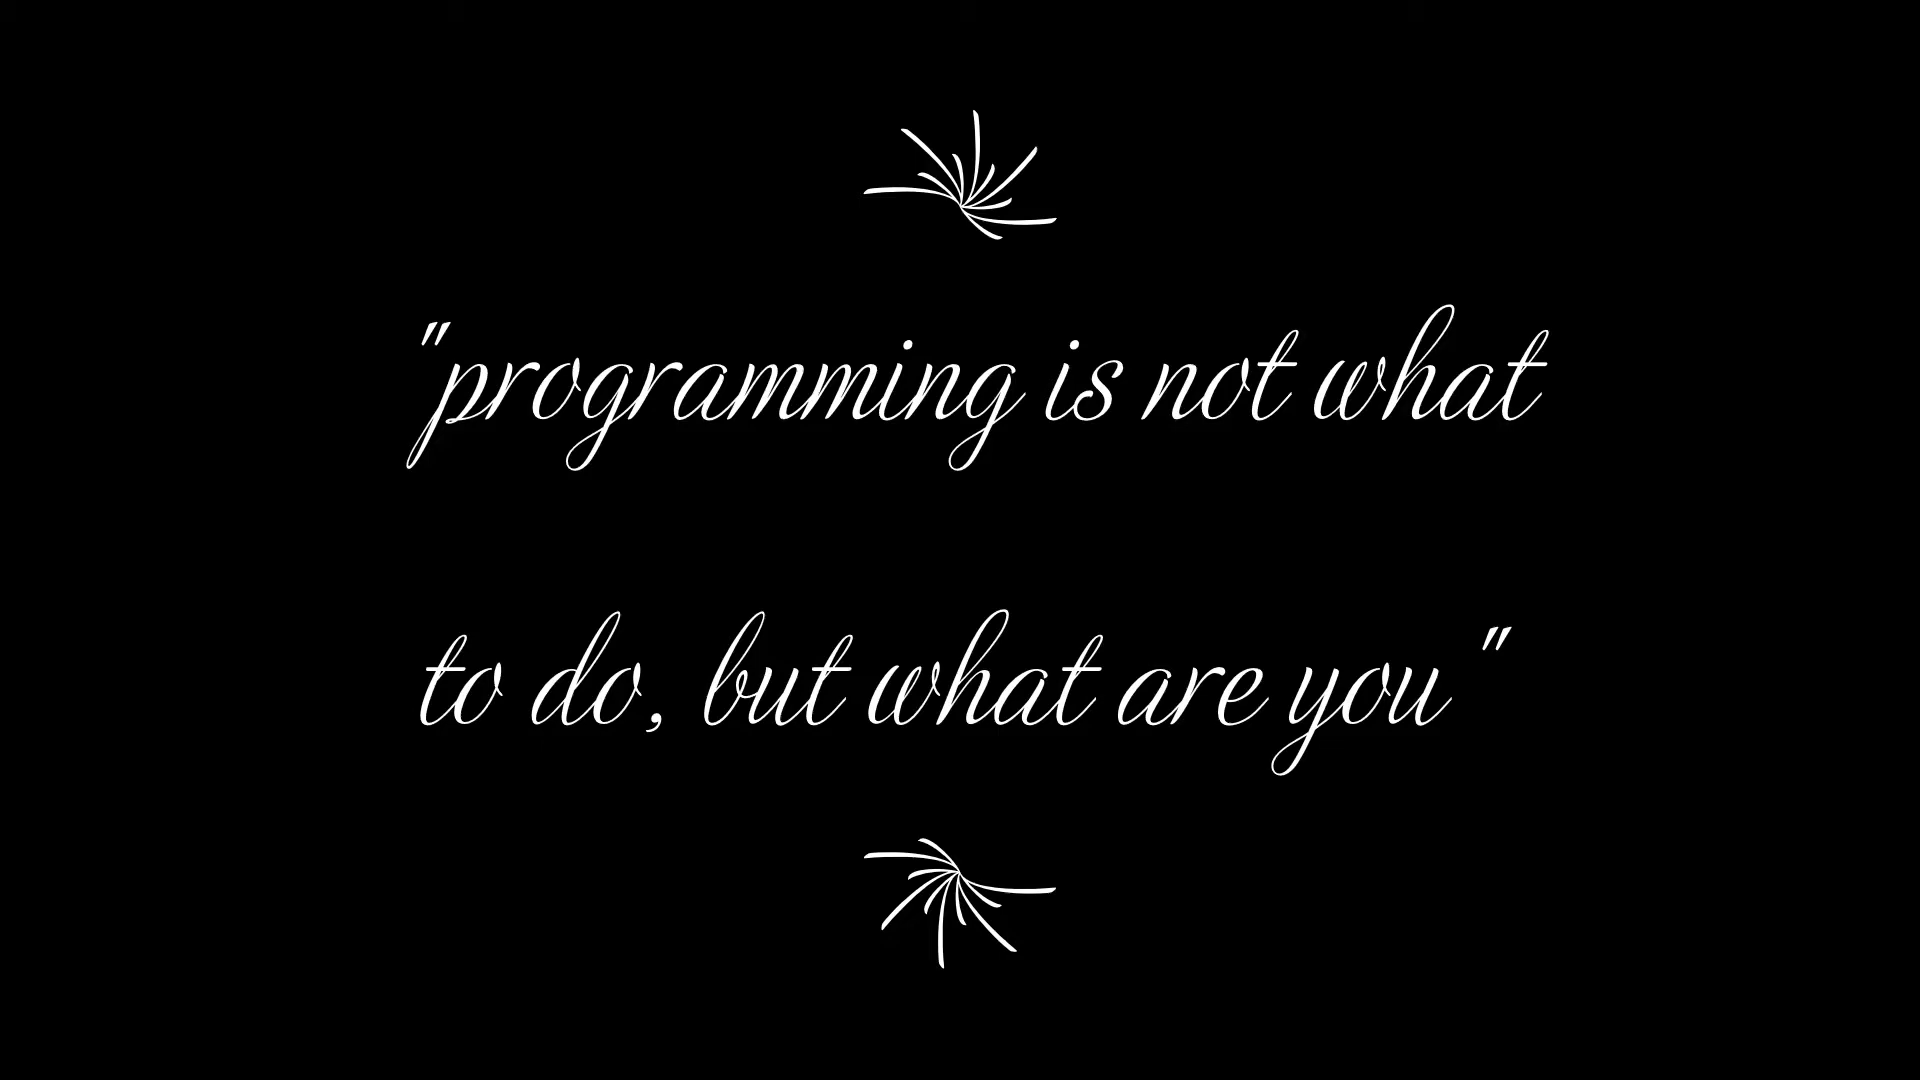 "programming is not what
to do, but what are you "